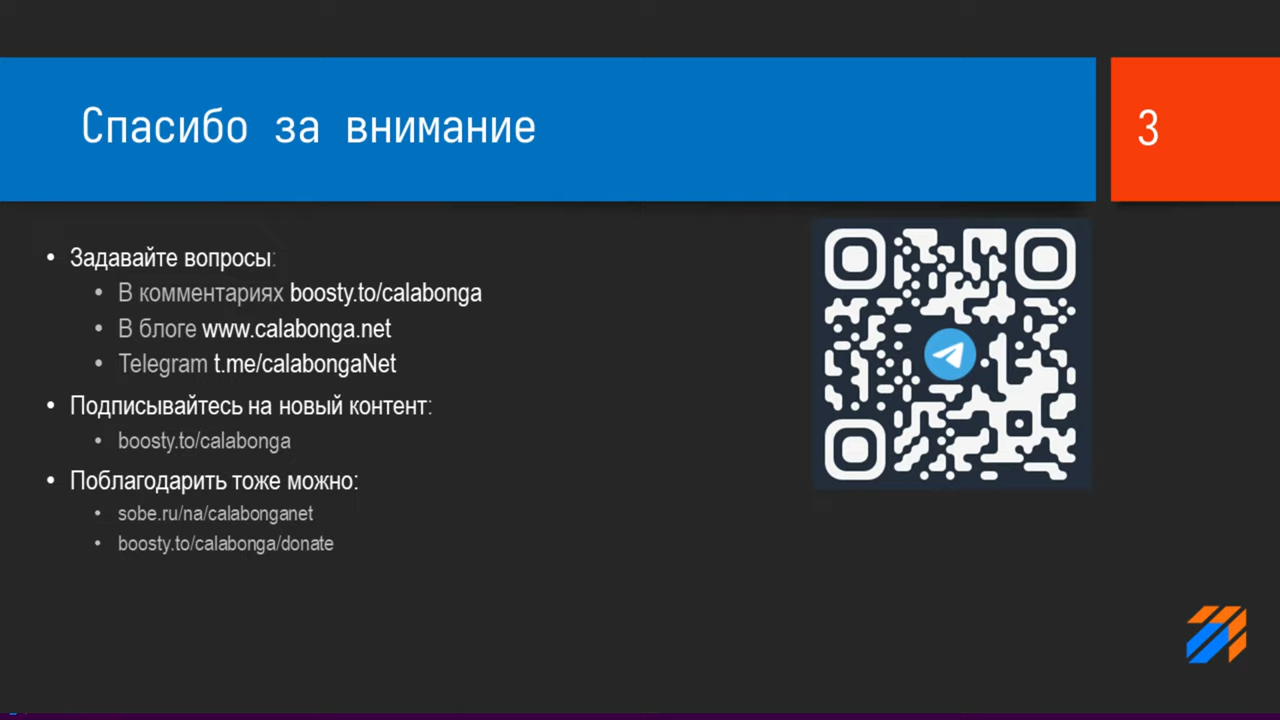 Спасибо за внимание
3
Задавайте вопросы:
В комментариях boosty.to/calabonga
В блоге www.calabonga.net
Telegram t.me/calabongaNet
Подписывайтесь на новый контент:
boosty.to/calabonga
Поблагодарить тоже можно:
sobe.ru/na/calabonganet
boosty.to/calabonga/donate